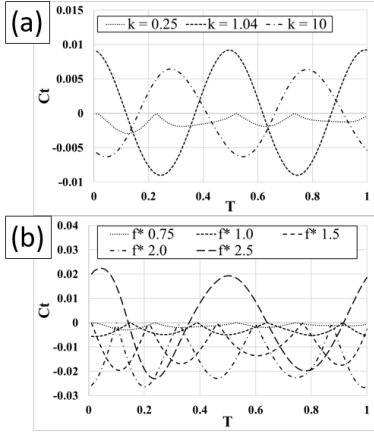 (a)
k = 0.25 k = 1.04 k = 10
0.015
0.01
0.005
0
-0.005
-0.01
Ct
0 0.2 0.4 0.6 0.8 1
T
(b)
f* 0.75 f* 1.0 f* 1.5
f* 2.0 f* 2.5
0.04
0.03
0.02
0.01
0
-0.01
-0.02
-0.03
Ct
0 0.2 0.4 0.6 0.8 1
T